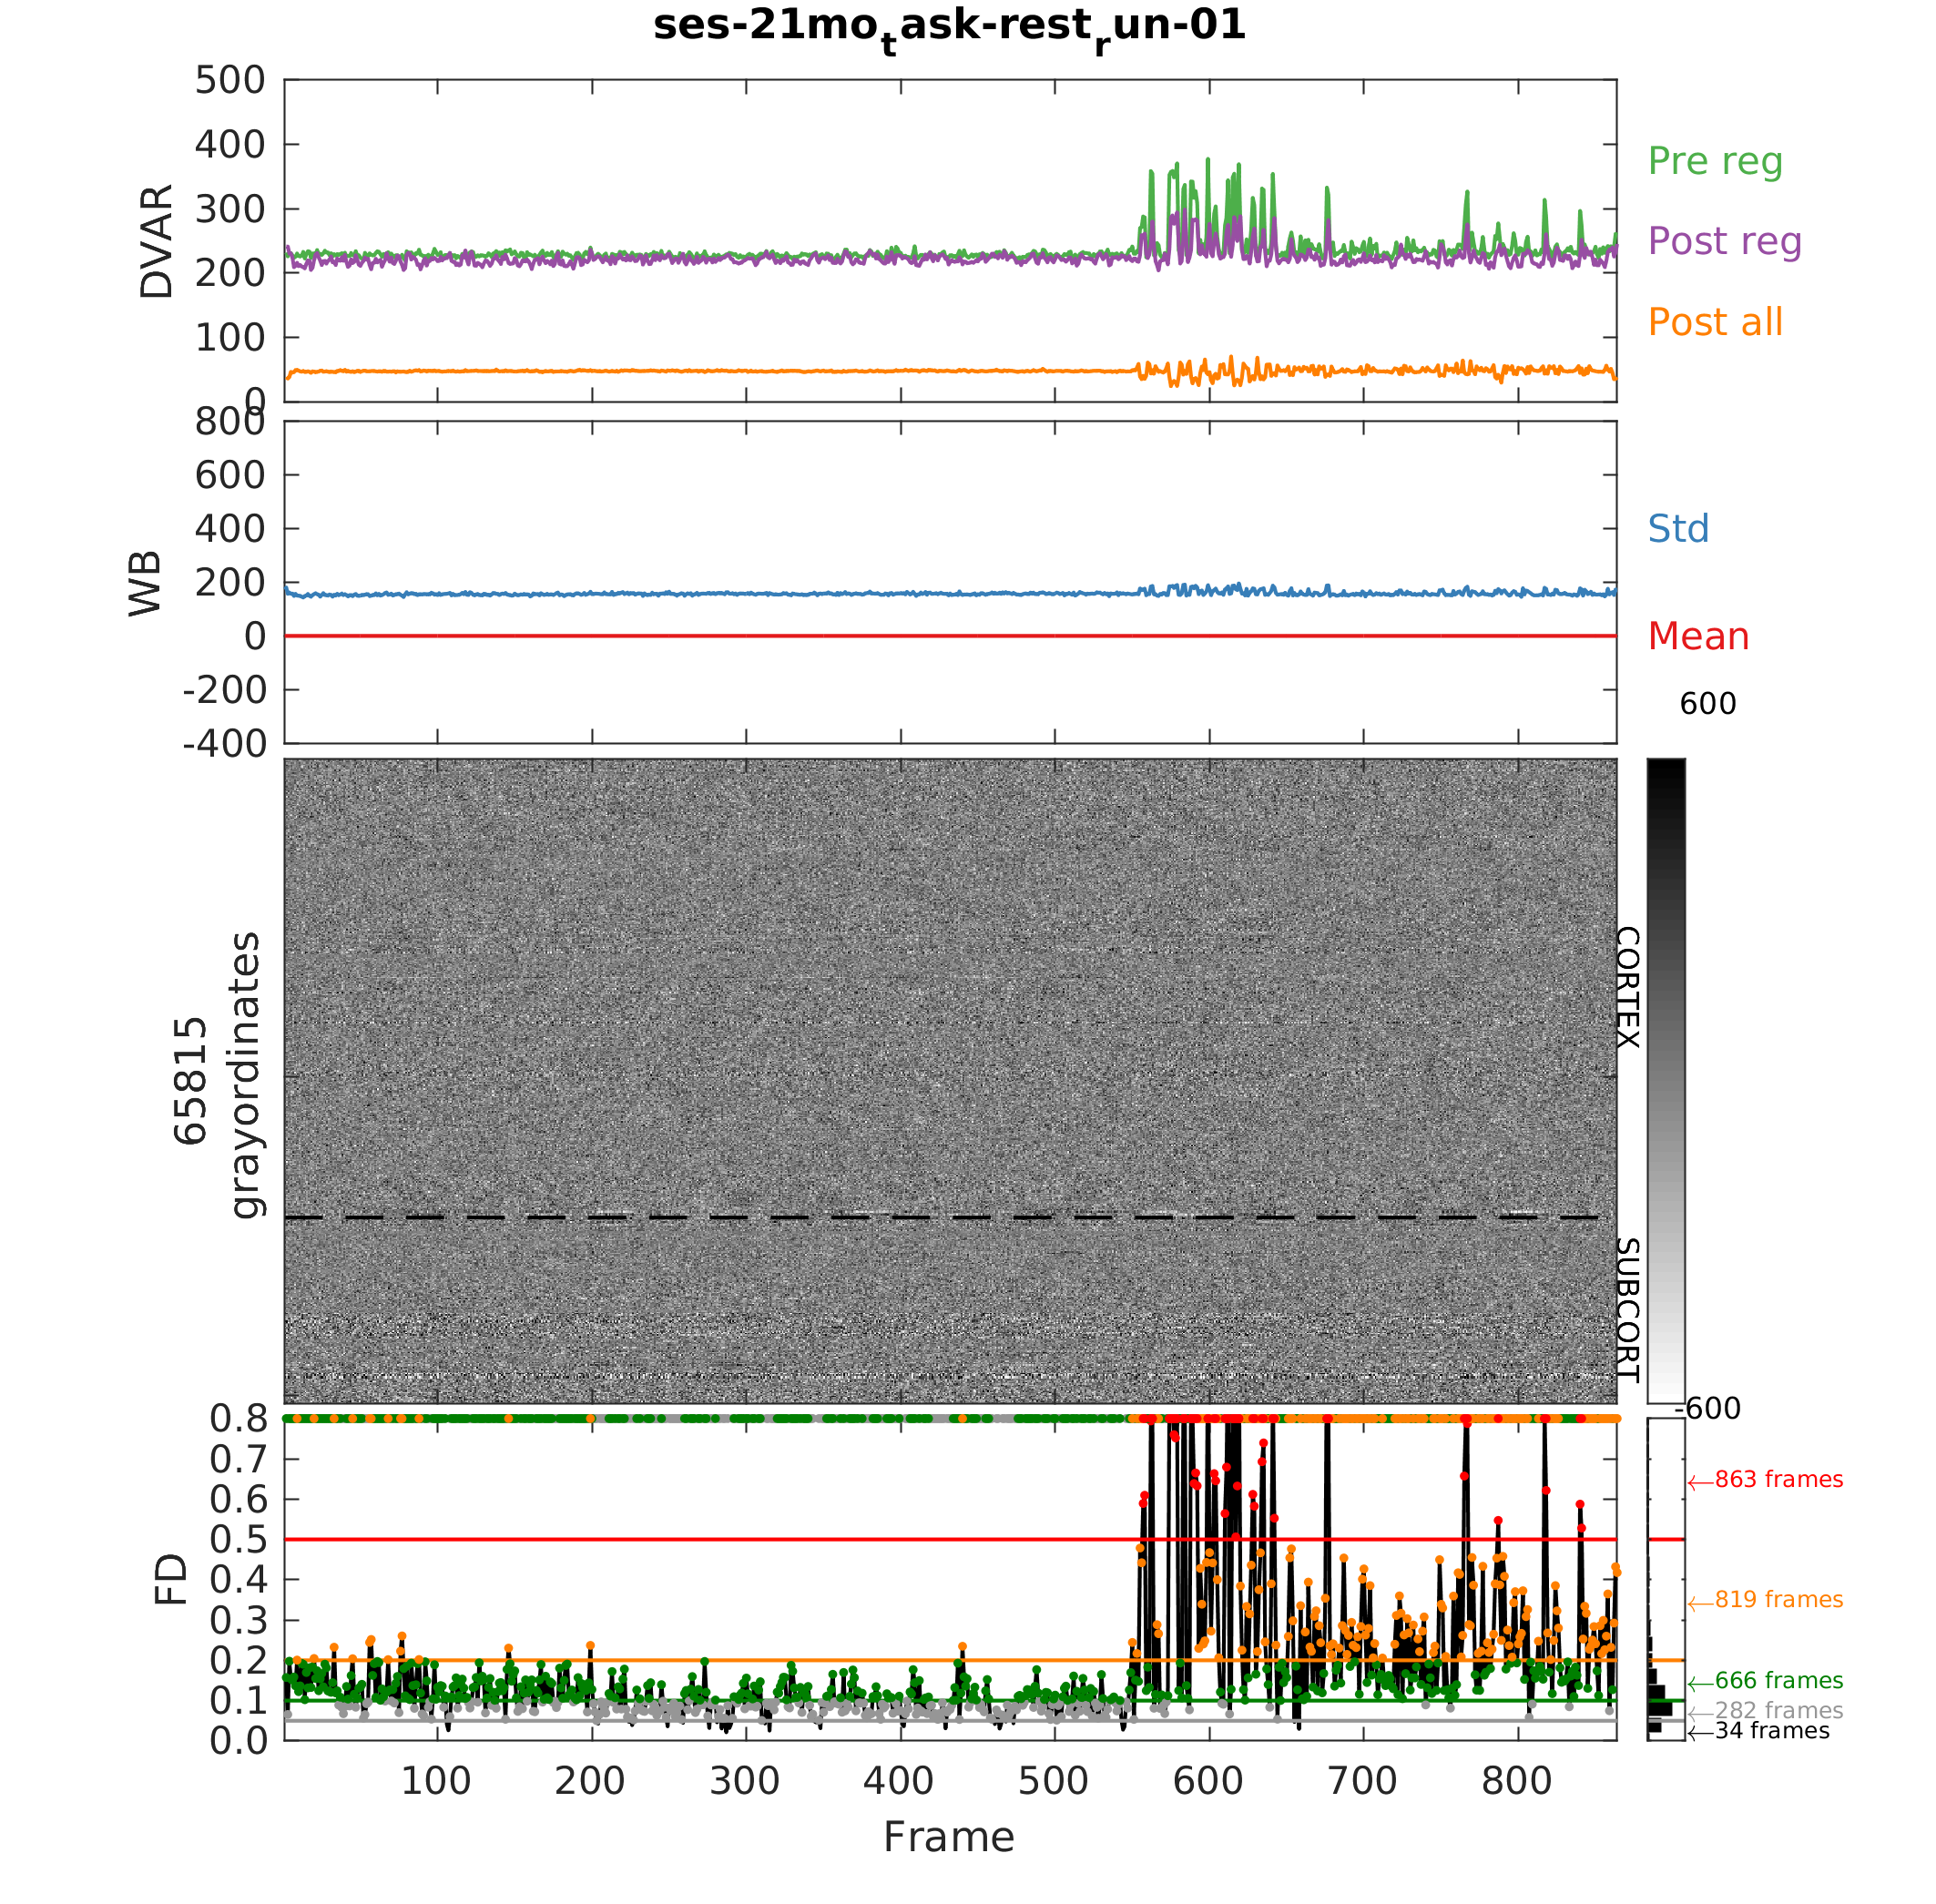 ses-21mo_task-rest_run-01
500
400
300
200
100
0
DVAR
Pre reg
Post reg
Post all
800
600
400
200
0
-200
-400
WB
Std
Mean
600
65815
grayordinates
CORTEX
SUBCORT
-600
0.8
0.7
0.6
0.5
0.4
0.3
0.2
0.1
0.0
FD
←863 frames
←819 frames
←666 frames
←282 frames
←34 frames
100 200 300 400 500 600 700 800
Frame